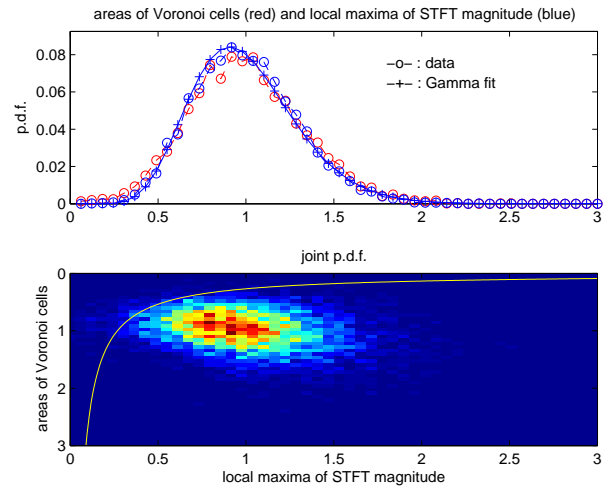 areas of Voronoi cells (red) and local maxima of STFT magnitude (blue)
0.08
0.06
0.04
0.02
0
p.d.f.
–o– : data
–+– : Gamma fit
0 0.5 1 1.5 2 2.5 3
joint p.d.f.
0
1
2
3
areas of Voronoi cells
0 0.5 1 1.5 2 2.5 3
local maxima of STFT magnitude